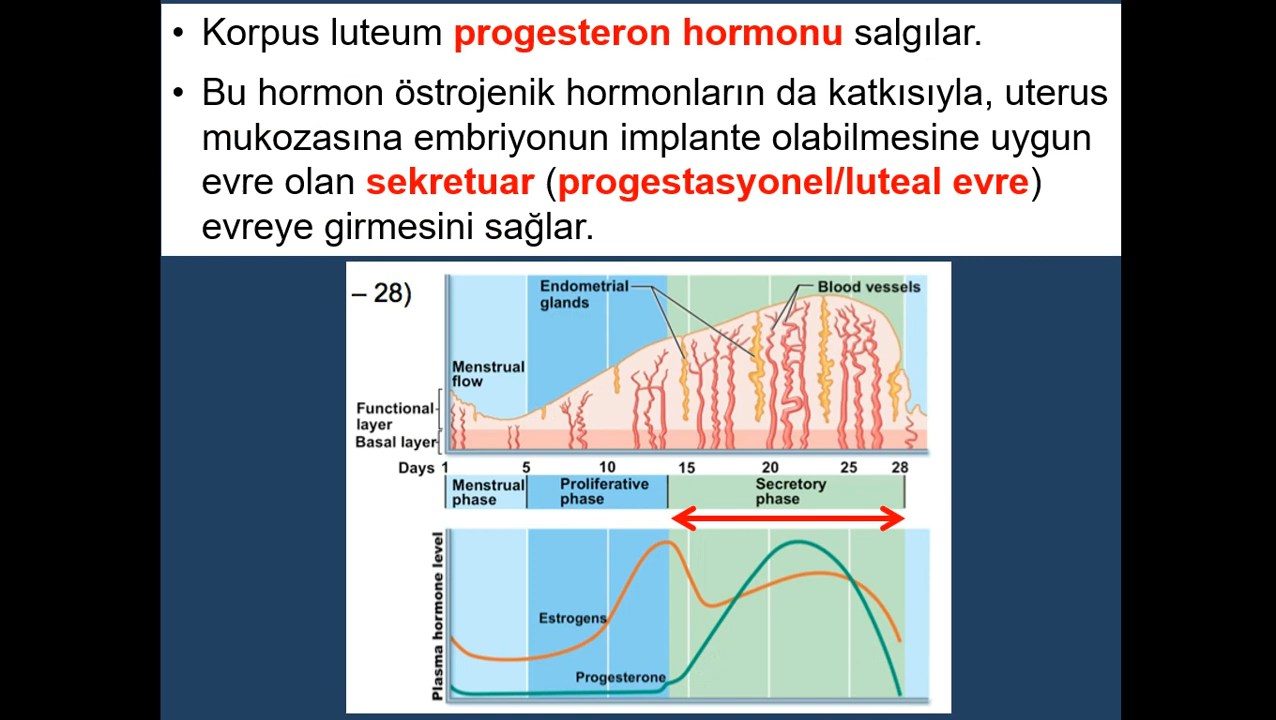 • Korpus luteum progesteron hormonu salgılar.
• Bu hormon östrojenik hormonların da katkısıyla, uterus
mukozasına embriyonun implante olabilmesine uygun
evre olan sekretuar (progestasyonel/luteal evre)
evreye girmesini sağlar.
– 28)
Endometrial
glands
Blood vessels
Menstrual
flow
Functional
layer
Basal layer
Days 1 5 10 15 20 25 28
Menstrual
phase
Proliferative
phase
Secretory
phase
Plasma hormone level
Estrogens
Progesterone